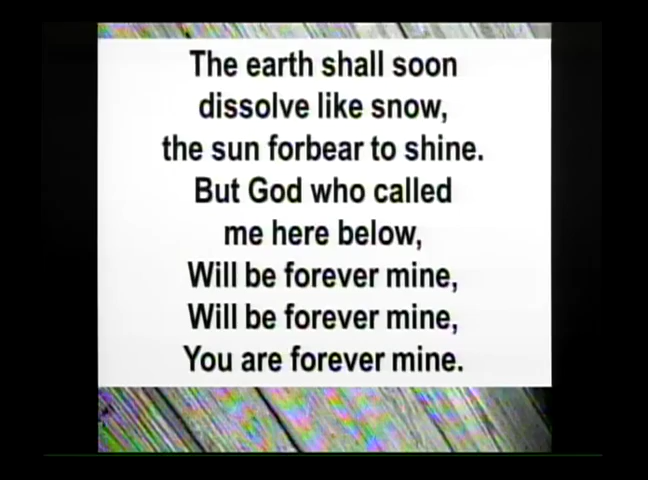 The earth shall soon
dissolve like snow,
the sun forbear to shine.
But God who called
me here below,
Will be forever mine,
Will be forever mine,
You are forever mine.